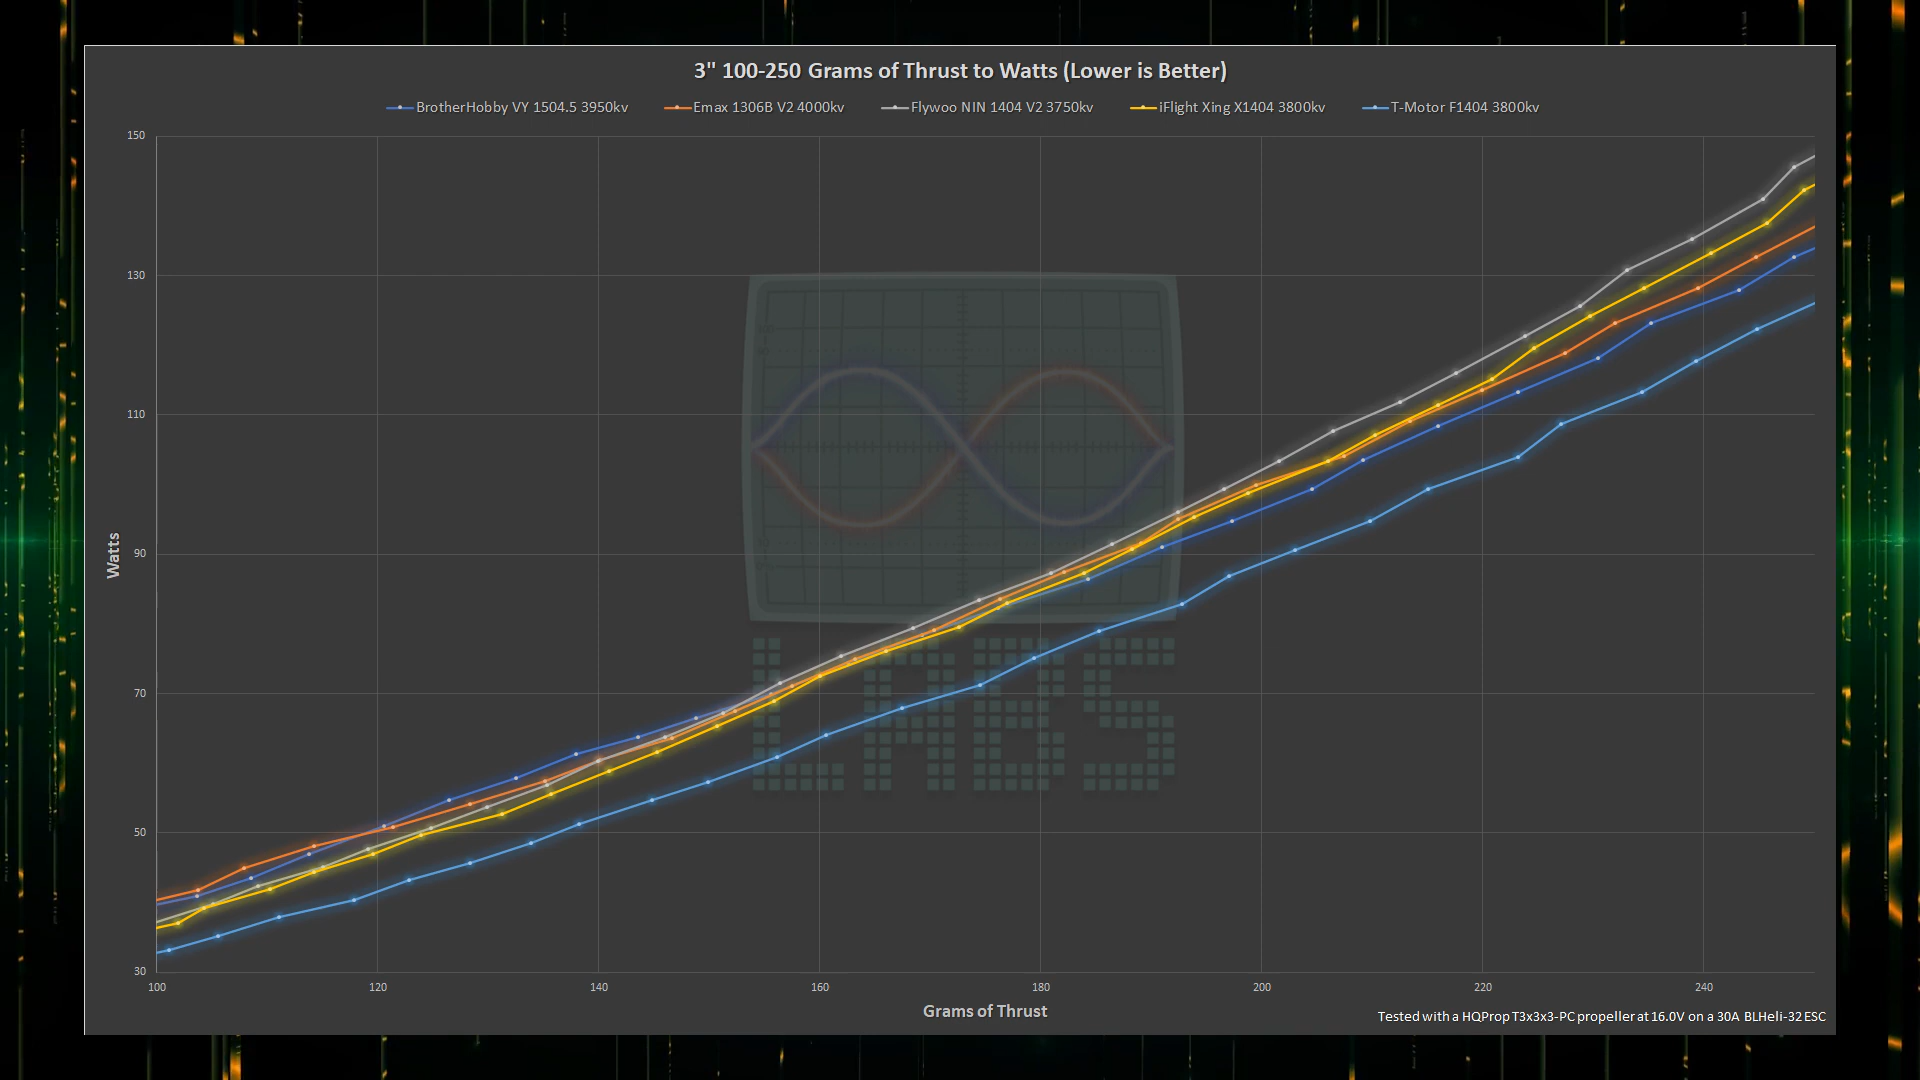 3" 100-250 Grams of Thrust to Watts (Lower is Better)
BrotherHobby VY 1504.5 3950kv Emax 1306B V2 4000kv Flywoo NIN 1404 V2 3750kv iFlight Xing X1404 3800kv T-Motor F1404 3800kv
150
130
110
90
70
50
30
Watts
LABS
100 120 140 160 180 200 220 240
Grams of Thrust
Tested with a HQProp T3x3x3-PC propeller at 16.0V on a 30A BLHeli-32 ESC